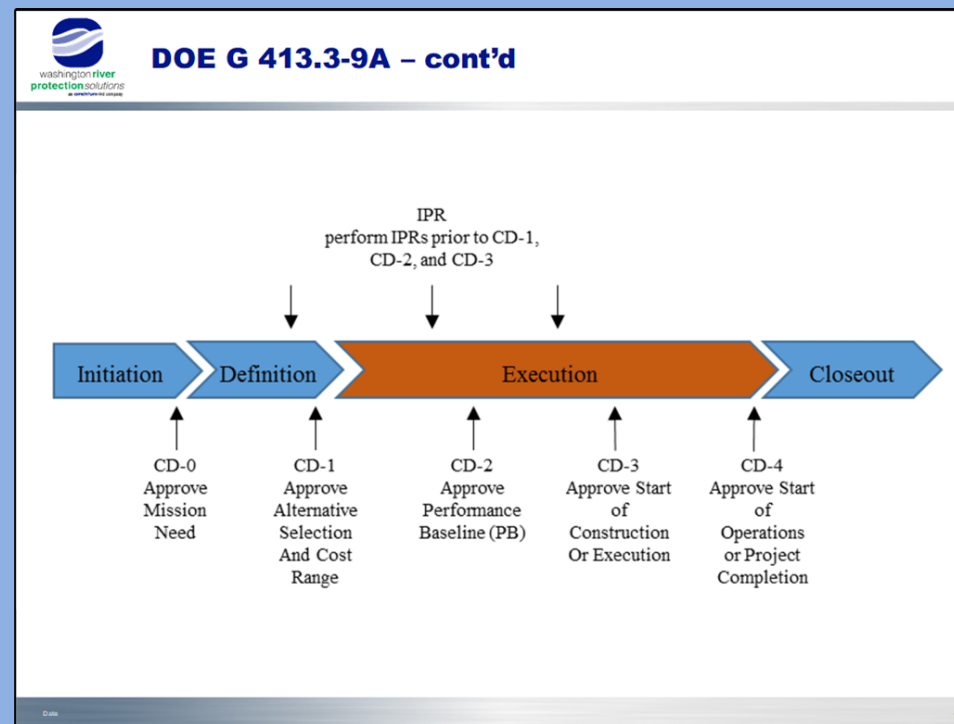 washington river
protection solutions
DOE G 413.3-9A – cont’d
IPR
perform IPRs prior to CD-1,
CD-2, and CD-3
Initiation
Definition
Execution
Closeout
CD-0
Approve
Mission
Need
CD-1
Approve
Alternative
Selection
And Cost
Range
CD-2
Approve
Performance
Baseline (PB)
CD-3
Approve Start
of
Construction
Or Execution
CD-4
Approve Start
of
Operations
or Project
Completion
Date